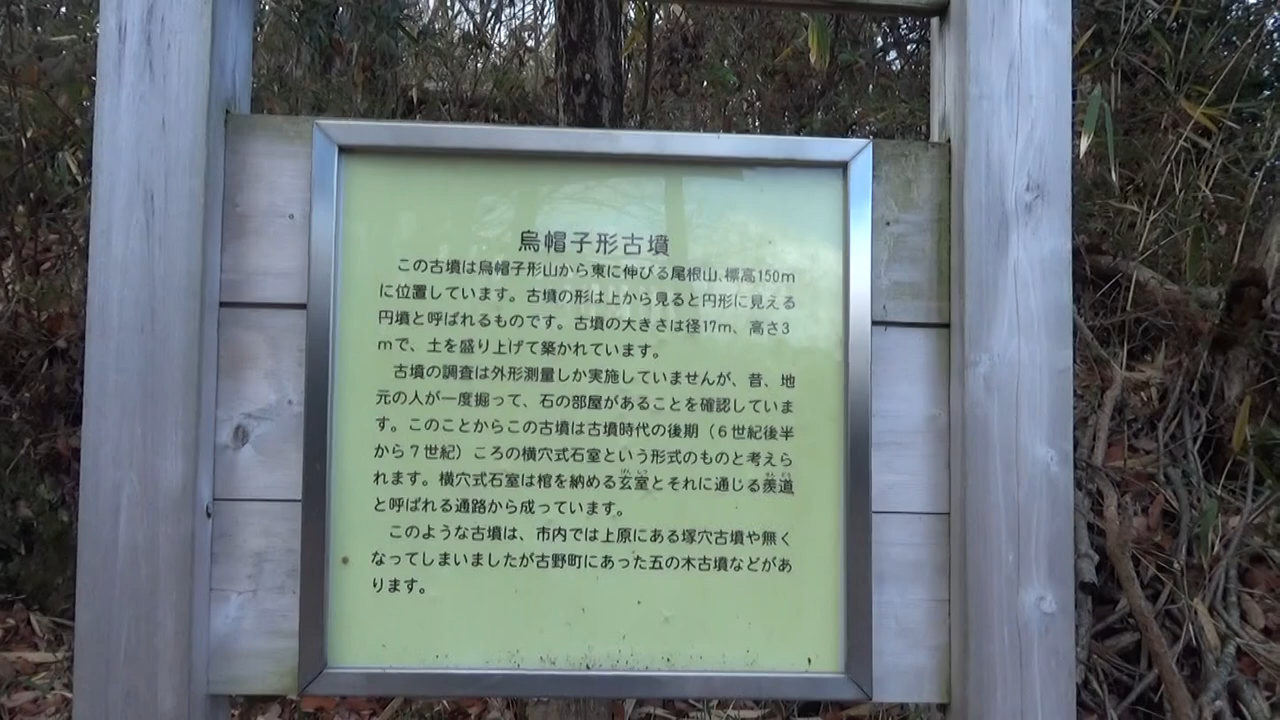 烏帽子形古墳
この古墳は烏帽子形山から東に伸びる尾根山、標高150m
に位置しています。古墳の形は上から見ると円形に見える
円墳と呼ばれるものです。古墳の大きさは径17m、高さ3
mで、土を盛り上げて築かれています。
古墳の調査は外形測量しか実施していませんが、昔、地
元の人が一度掘って、石の部屋があることを確認していま
す。このことからこの古墳は古墳時代の後期（６世紀後半
から７世紀）ころの横穴式石室という形式のものと考えら
れます。横穴式石室は棺を納める玄室とそれに通じる羨道
と呼ばれる通路から成っています。
このような古墳は、市内では上原にある塚穴古墳や無く
なってしまいましたが古野町にあった五の木古墳などがあ
ります。